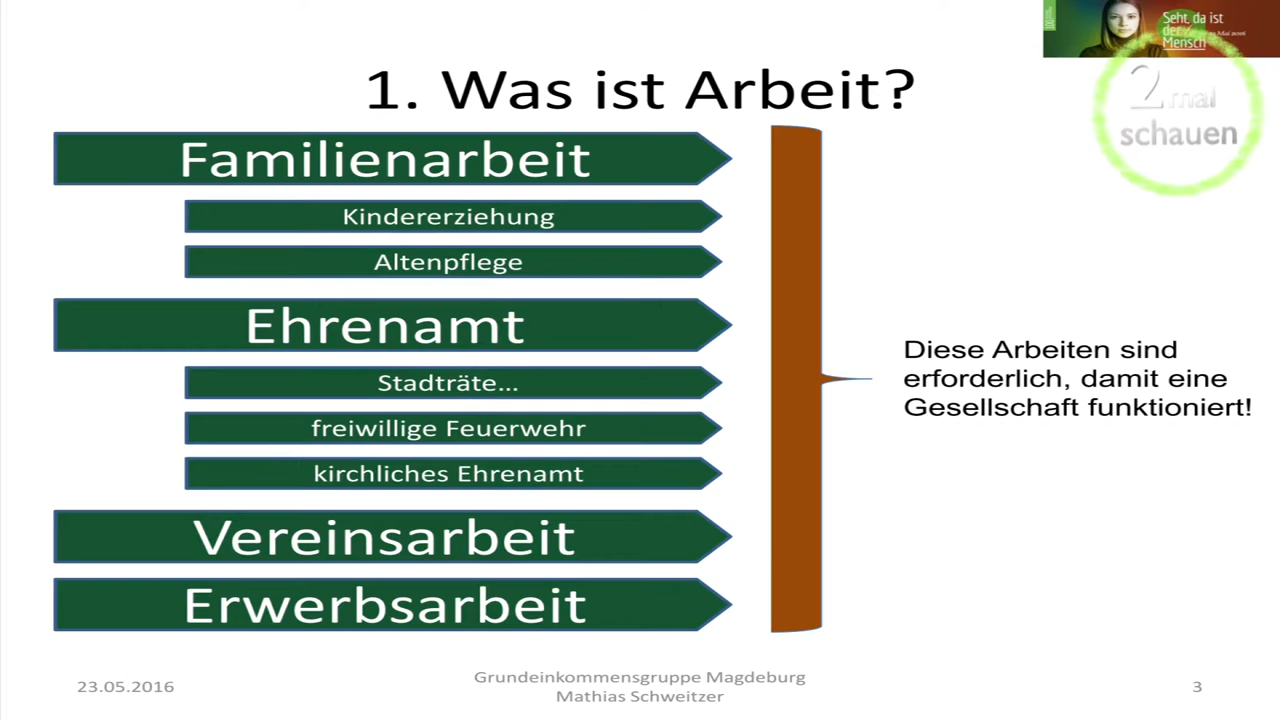 Seht, da ist
der
Mensch
Mai 2016
1. Was ist Arbeit?
2 mal
schauen
Familienarbeit
Kindererziehung
Altenpflege
Ehrenamt
Stadträte...
freiwillige Feuerwehr
kirchliches Ehrenamt
Vereinsarbeit
Erwerbsarbeit
Diese Arbeiten sind
erforderlich, damit eine
Gesellschaft funktioniert!
23.05.2016
Grundeinkommensgruppe Magdeburg
Mathias Schweitzer
3